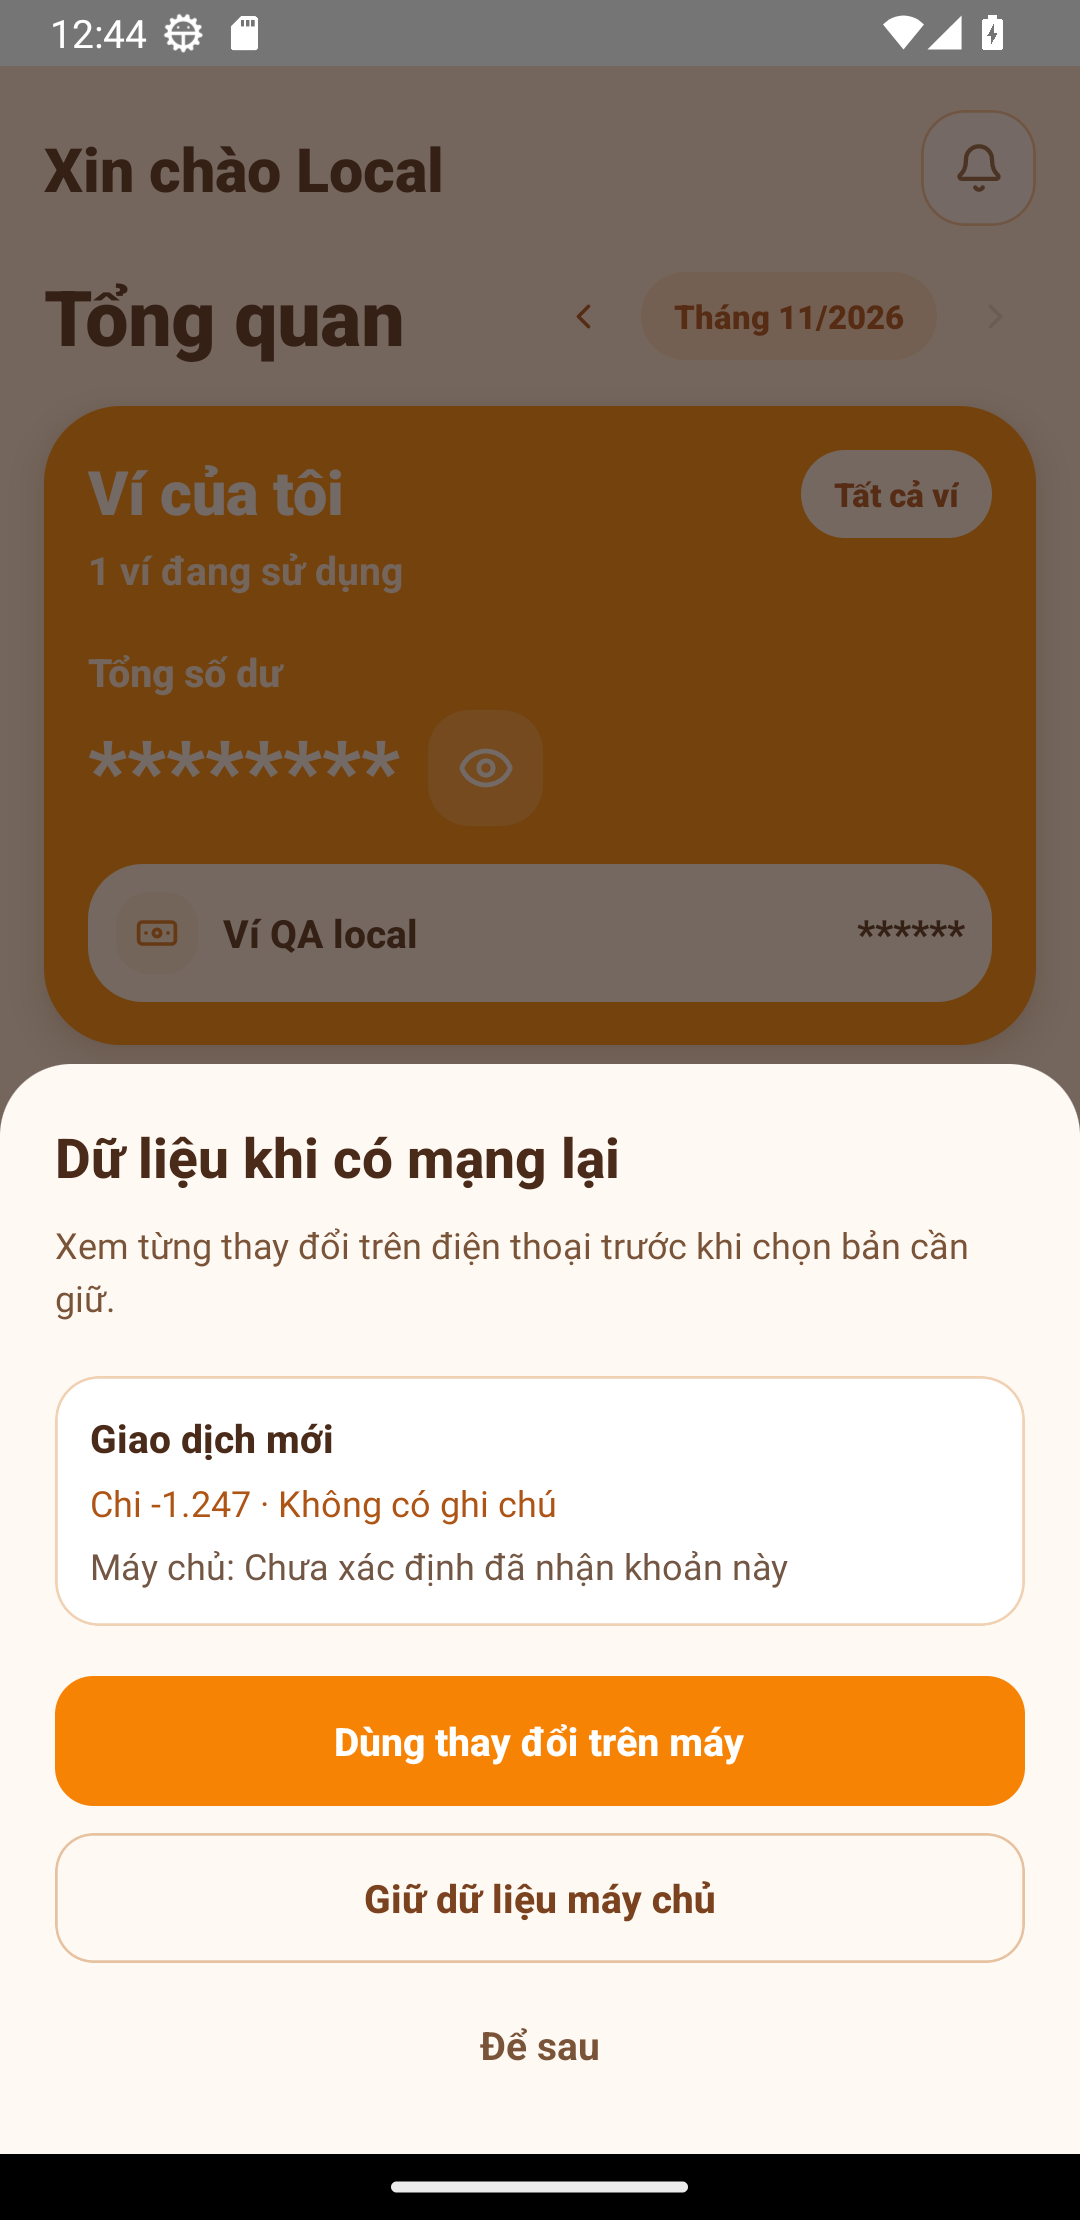 12:44
Xin chào Local
Tổng quan
Tháng 11/2026
Ví của tôi
Tất cả ví
1 ví đang sử dụng
Tổng số dư
********
Ví QA local
******
Dữ liệu khi có mạng lại
Xem từng thay đổi trên điện thoại trước khi chọn bản cần
giữ.
Giao dịch mới
Chi -1.247 · Không có ghi chú
Máy chủ: Chưa xác định đã nhận khoản này
Dùng thay đổi trên máy
Giữ dữ liệu máy chủ
Để sau